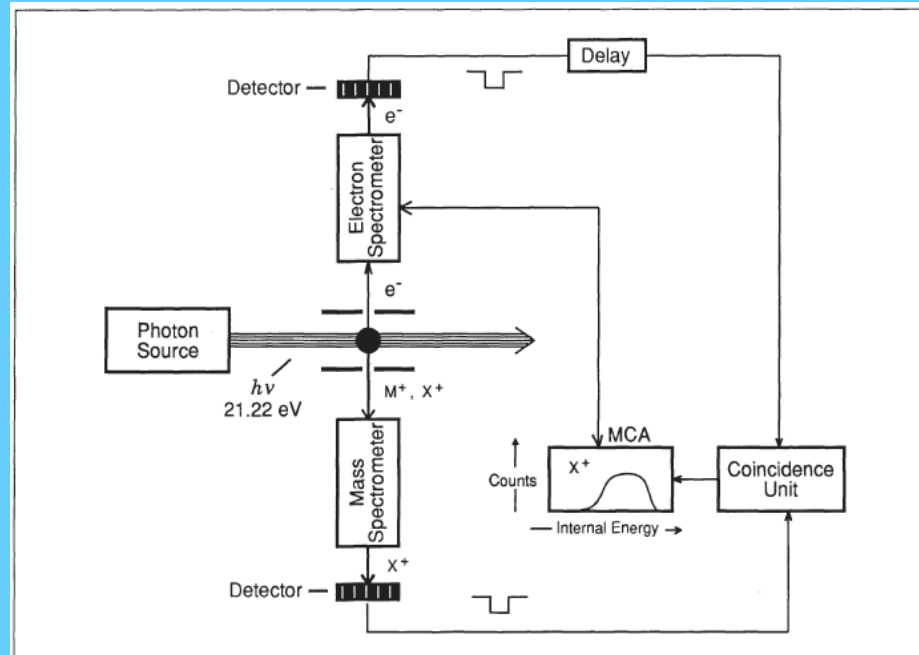 Delay
Detector
e-
Electron
Spectrometer
e-
Photon
Source
hν
21.22 eV
M+, X+
MCA
X+
Counts
Internal Energy
Coincidence
Unit
Mass
Spectrometer
X+
Detector